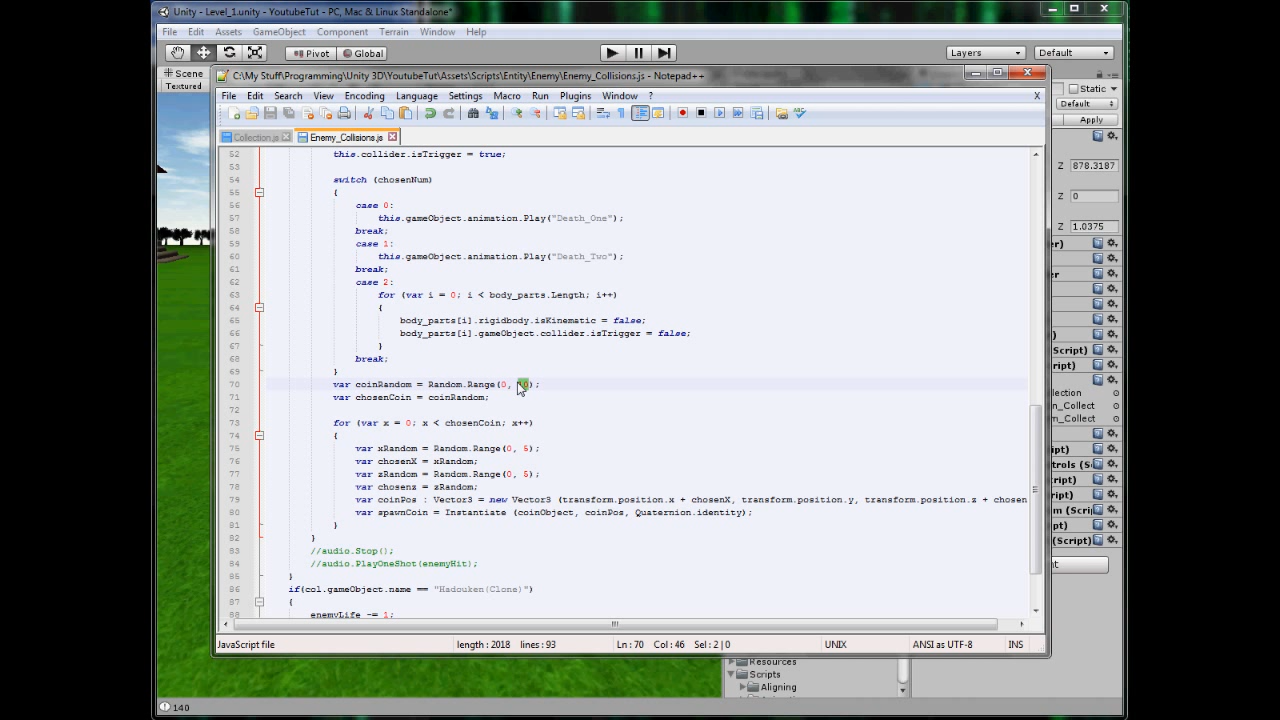 Unity - Level_1.unity - YoutubeTut - PC, Mac & Linux Standalone*
File Edit Assets GameObject Component Terrain Window Help
Pivot Global Layers Default
Scene
Textured
C:\My Stuff\Programming\Unity 3D\YoutubeTut\Assets\Scripts\Entity\Enemy\Enemy_Collisions.js - Notepad++
Static
File Edit Search View Encoding Language Settings Macro Run Plugins Window ? X
Default
Apply
Collection.js Enemy_Collisions.js
52 this.collider.isTrigger = true;
53
54 switch (chosenNum)
55 {
56 case 0:
57 this.gameObject.animation.Play("Death_One");
58 break;
59 case 1:
60 this.gameObject.animation.Play("Death_Two");
61 break;
62 case 2:
63 for (var i = 0; i < body_parts.Length; i++)
64 {
65 body_parts[i].rigidbody.isKinematic = false;
66 body_parts[i].gameObject.collider.isTrigger = false;
67 }
68 break;
69 }
70 var coinRandom = Random.Range(0, 10);
71 var chosenCoin = coinRandom;
72
73 for (var x = 0; x < chosenCoin; x++)
74 {
75 var xRandom = Random.Range(0, 5);
76 var chosenX = xRandom;
77 var zRandom = Random.Range(0, 5);
78 var chosenz = zRandom;
79 var coinPos : Vector3 = new Vector3 (transform.position.x + chosenX, transform.position.y, transform.position.z + chosen
80 var spawnCoin = Instantiate (coinObject, coinPos, Quaternion.identity);
81 }
82 }
83 //audio.Stop();
84 //audio.PlayOneShot(enemyHit);
85 }
86 if(col.gameObject.name == "Hadouken(Clone)")
87 {
88 enemyLife -= 1;
Z 878.3187
Z 0
Z 1.0375
er)
er
)
Script)
ipt)
lection
n_Collect
m_Collect
ipt)
trols (Sc
ript)
ript)
m (Scrip
pt)
(Script)
nt
JavaScript file length : 2018 lines : 93 Ln : 70 Col : 46 Sel : 2 | 0 UNIX ANSI as UTF-8 INS
Resources
Scripts
Aligning
140